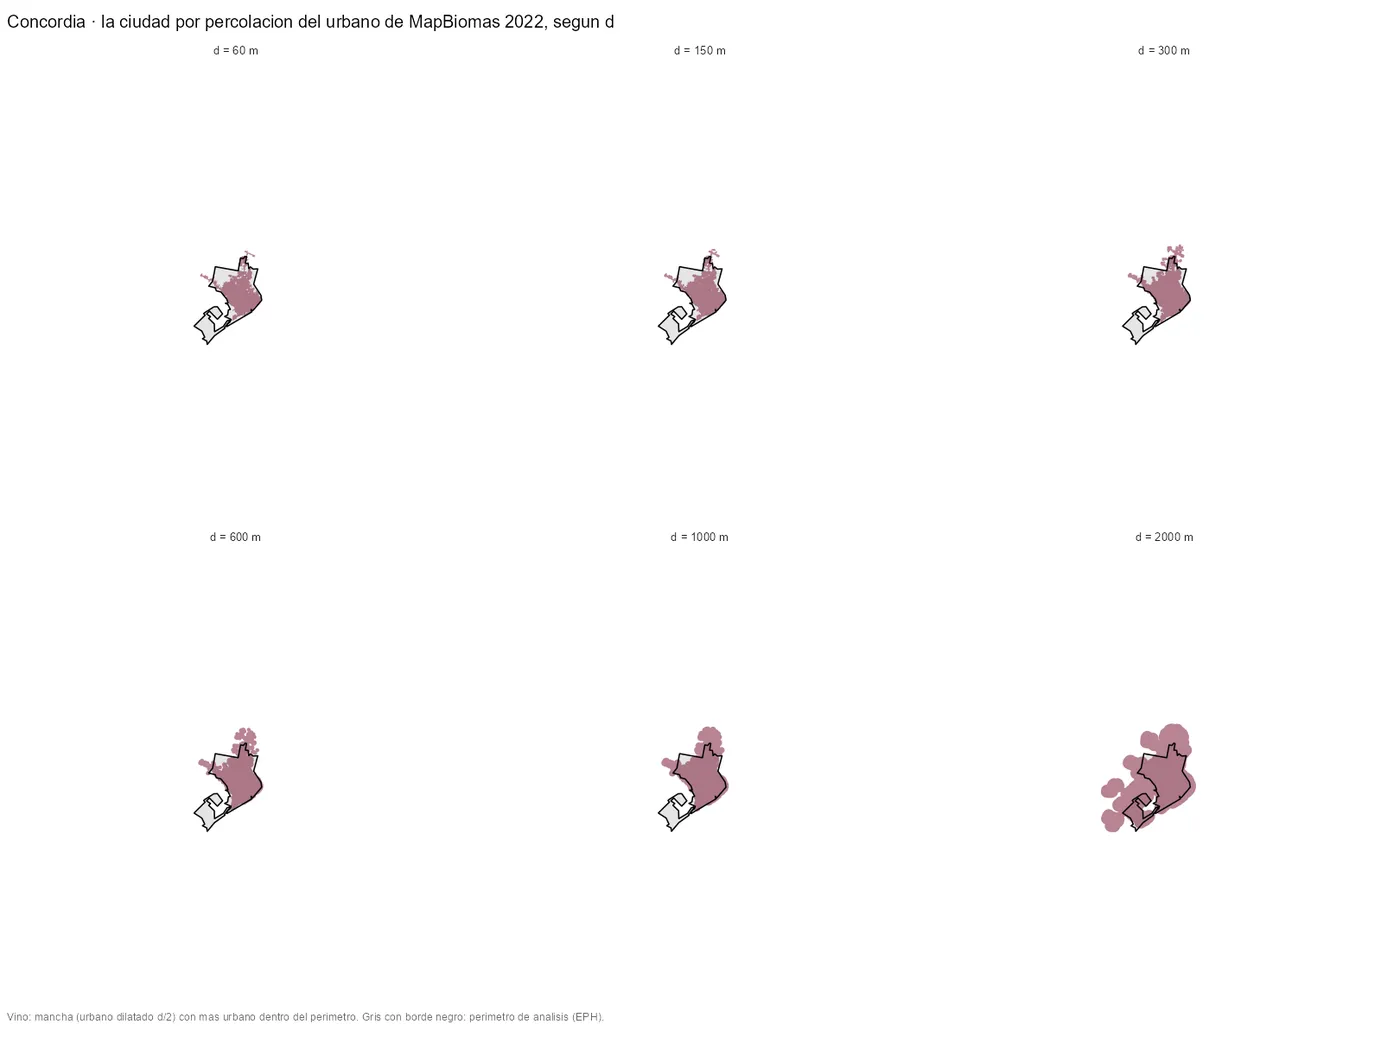 Concordia · la ciudad por percolacion del urbano de MapBiomas 2022, segun d
d = 60 m
d = 150 m
d = 300 m
d = 600 m
d = 1000 m
d = 2000 m
Vino: mancha (urbano dilatado d/2) con mas urbano dentro del perimetro. Gris con borde negro: perimetro de analisis (EPH).